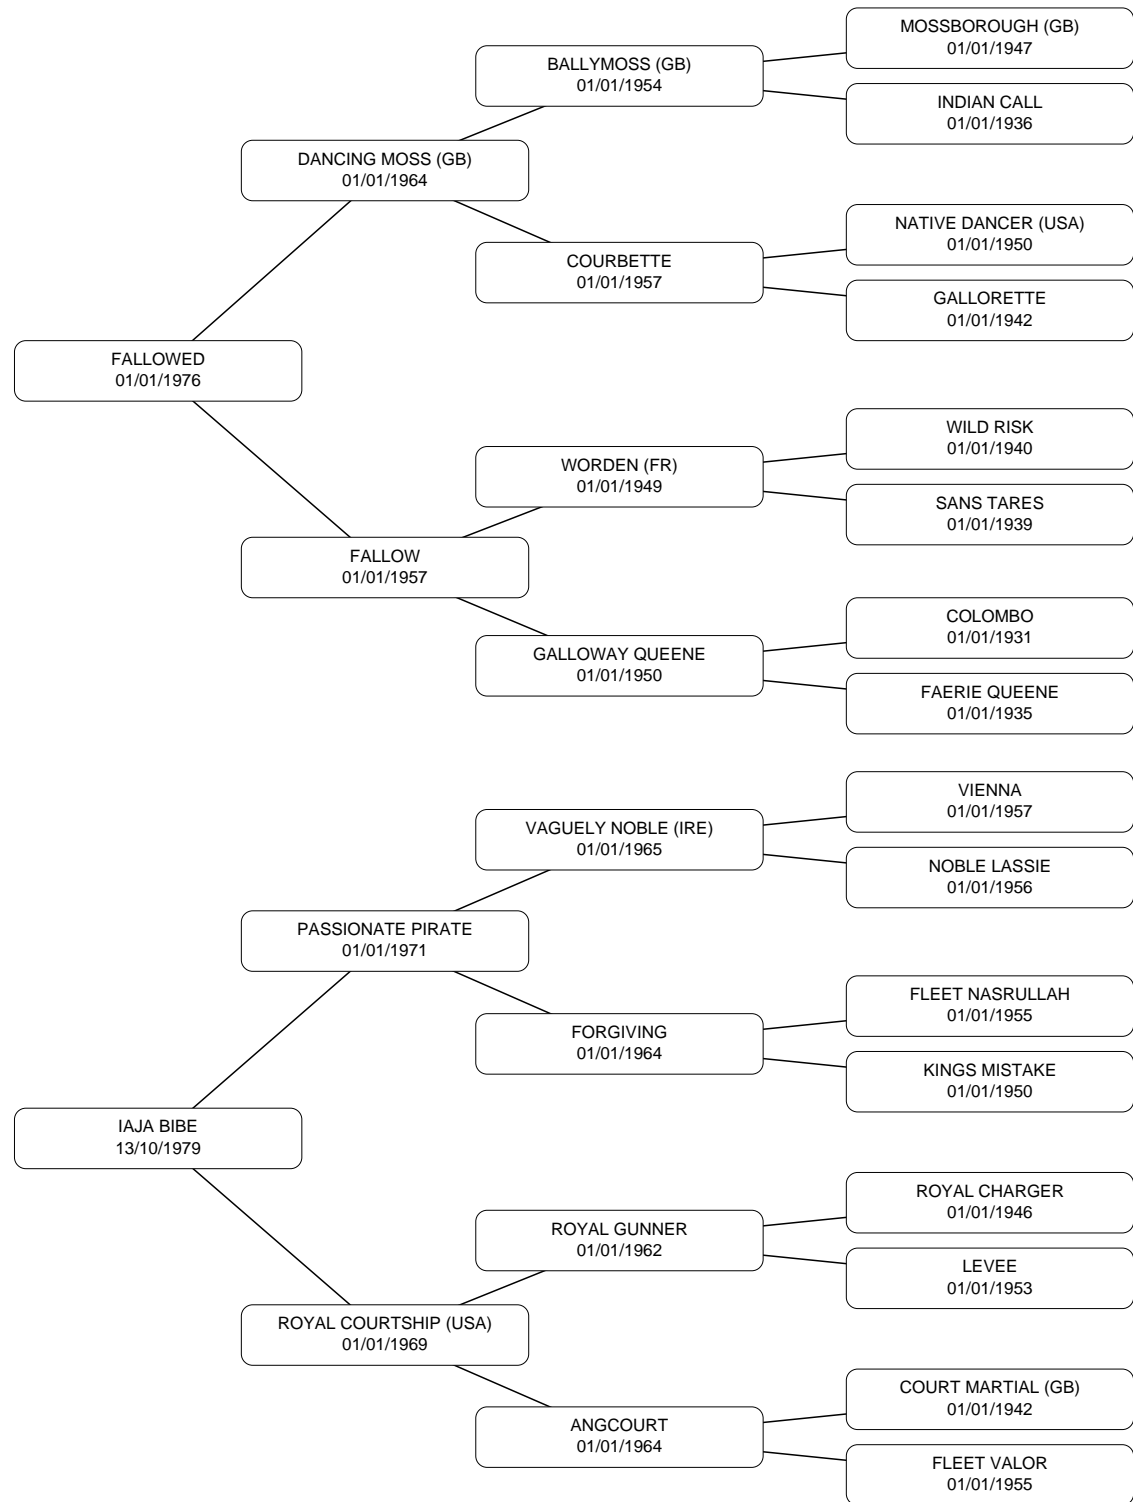 MOSSBOROUGH (GB)
01/01/1947
BALLYMOSS (GB)
01/01/1954
INDIAN CALL
01/01/1936
DANCING MOSS (GB)
01/01/1964
NATIVE DANCER (USA)
01/01/1950
COURBETTE
01/01/1957
GALLORETTE
01/01/1942
FALLOWED
01/01/1976
WILD RISK
01/01/1940
WORDEN (FR)
01/01/1949
SANS TARES
01/01/1939
FALLOW
01/01/1957
COLOMBO
01/01/1931
GALLOWAY QUEENE
01/01/1950
FAERIE QUEENE
01/01/1935
VIENNA
01/01/1957
VAGUELY NOBLE (IRE)
01/01/1965
NOBLE LASSIE
01/01/1956
PASSIONATE PIRATE
01/01/1971
FLEET NASRULLAH
01/01/1955
FORGIVING
01/01/1964
KINGS MISTAKE
01/01/1950
IAJA BIBE
13/10/1979
ROYAL CHARGER
01/01/1946
ROYAL GUNNER
01/01/1962
LEVEE
01/01/1953
ROYAL COURTSHIP (USA)
01/01/1969
COURT MARTIAL (GB)
01/01/1942
ANGCOURT
01/01/1964
FLEET VALOR
01/01/1955